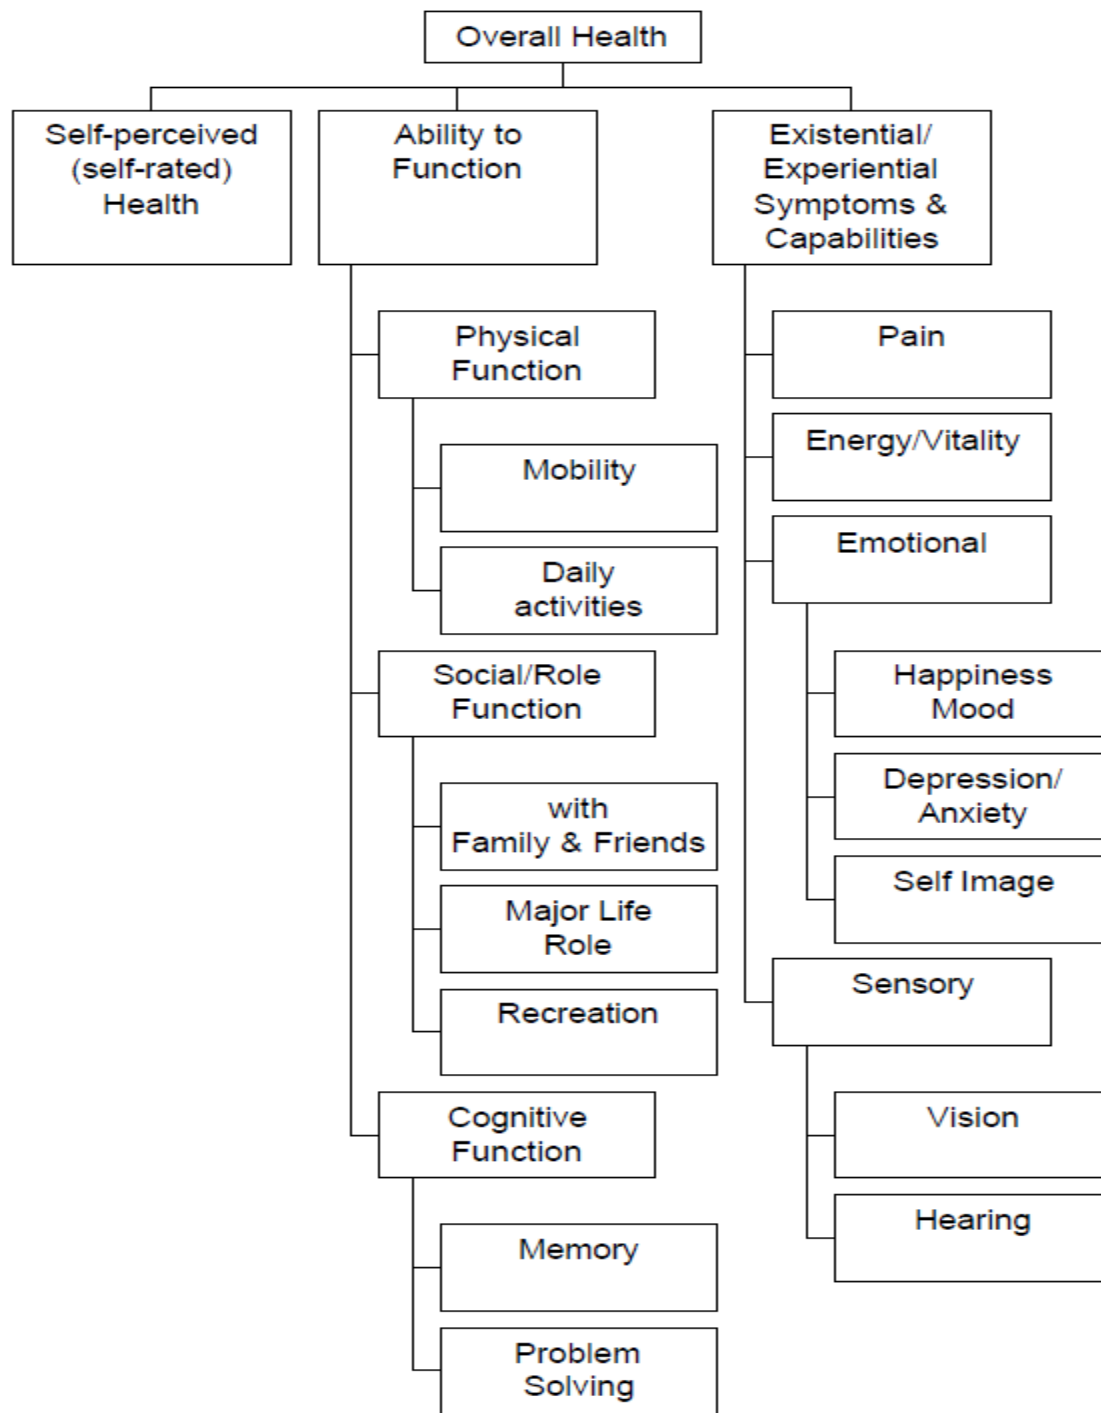 Overall Health
Self-perceived
(self-rated)
Health
Ability to
Function
Existential/
Experiential
Symptoms &
Capabilities
Physical
Function
Mobility
Daily
activities
Social/Role
Function
with
Family & Friends
Major Life
Role
Recreation
Cognitive
Function
Memory
Problem
Solving
Pain
Energy/Vitality
Emotional
Happiness
Mood
Depression/
Anxiety
Self Image
Sensory
Vision
Hearing